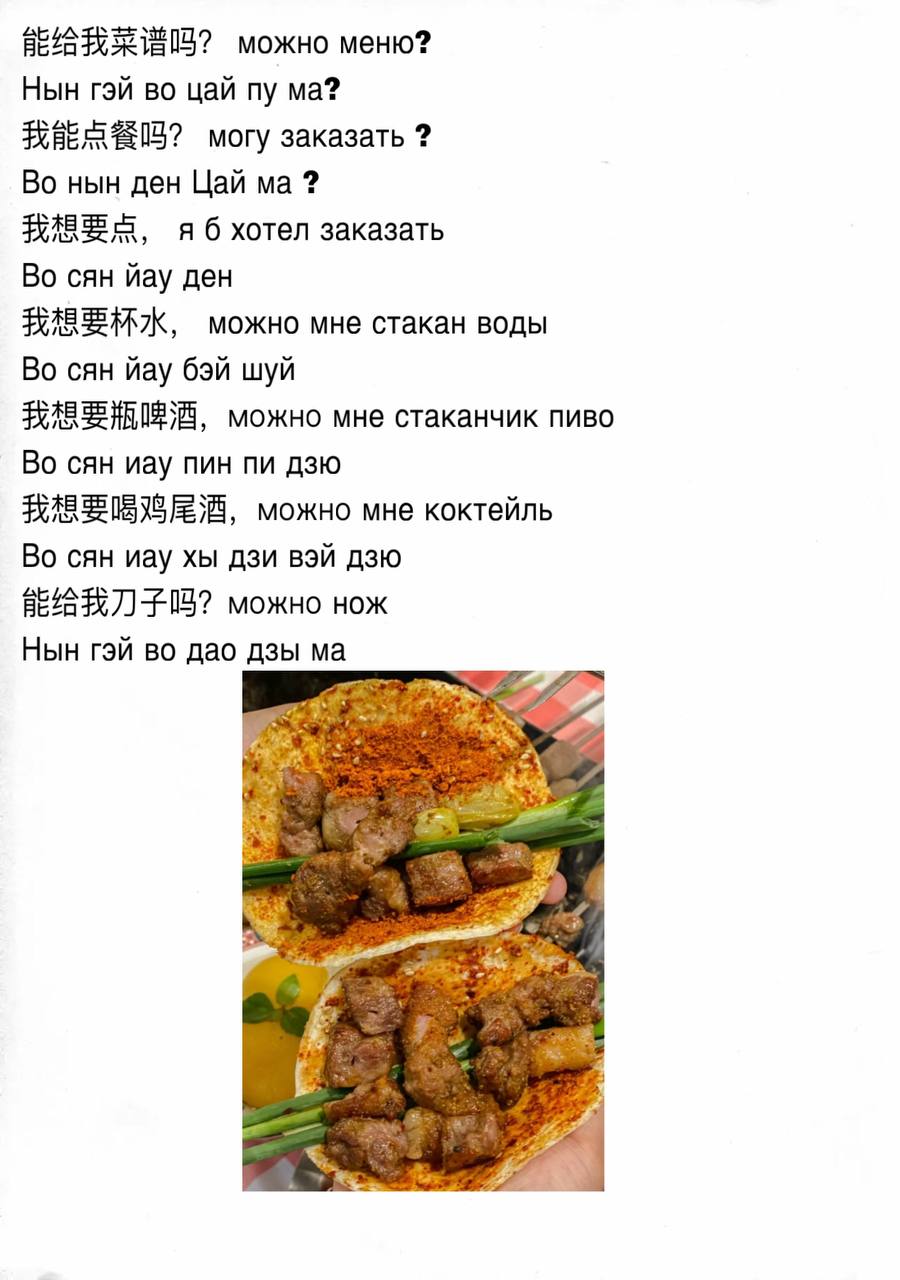 能给我菜谱吗？ можно меню?
Нын гэй во цай пу ма?
我能点餐吗？ могу заказать ?
Во нын ден Цай ма ?
我想要点， я б хотел заказать
Во сян йау ден
我想要杯水， можно мне стакан воды
Во сян йау бэй шуй
我想要瓶啤酒，можно мне стаканчик пиво
Во сян иау пин пи дзю
我想要喝鸡尾酒，можно мне коктейль
Во сян иау хы дзи вэй дзю
能给我刀子吗？можно нож
Нын гэй во дао дзы ма